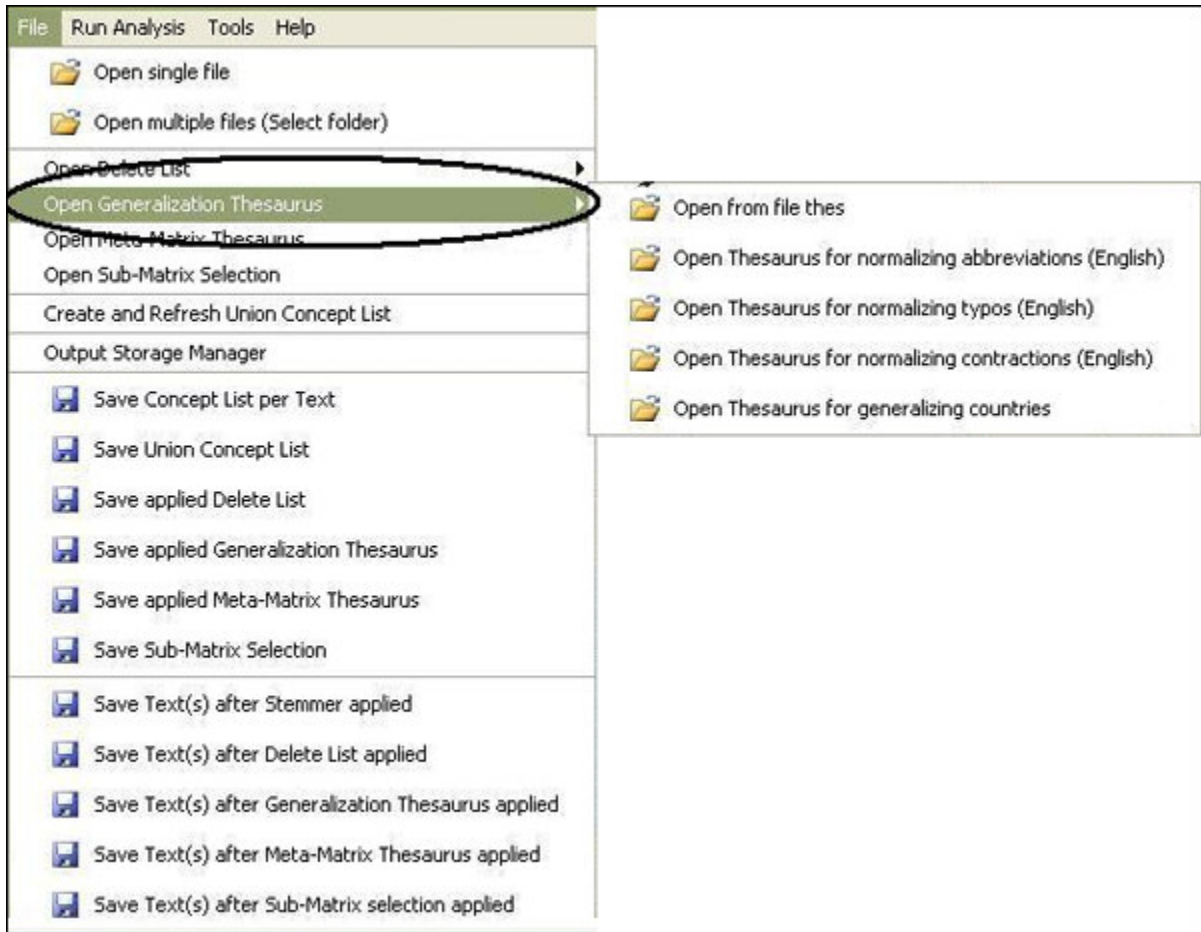 File Run Analysis Tools Help
Open single file
Open multiple files (Select folder)
Open Delete List
Open Generalization Thesaurus
Open Meta-Matrix Thesaurus
Open Sub-Matrix Selection
Create and Refresh Union Concept List
Output Storage Manager
Save Concept List per Text
Save Union Concept List
Save applied Delete List
Save applied Generalization Thesaurus
Save applied Meta-Matrix Thesaurus
Save Sub-Matrix Selection
Save Text(s) after Stemmer applied
Save Text(s) after Delete List applied
Save Text(s) after Generalization Thesaurus applied
Save Text(s) after Meta-Matrix Thesaurus applied
Save Text(s) after Sub-Matrix selection applied
Open from file thes
Open Thesaurus for normalizing abbreviations (English)
Open Thesaurus for normalizing typos (English)
Open Thesaurus for normalizing contractions (English)
Open Thesaurus for generalizing countries